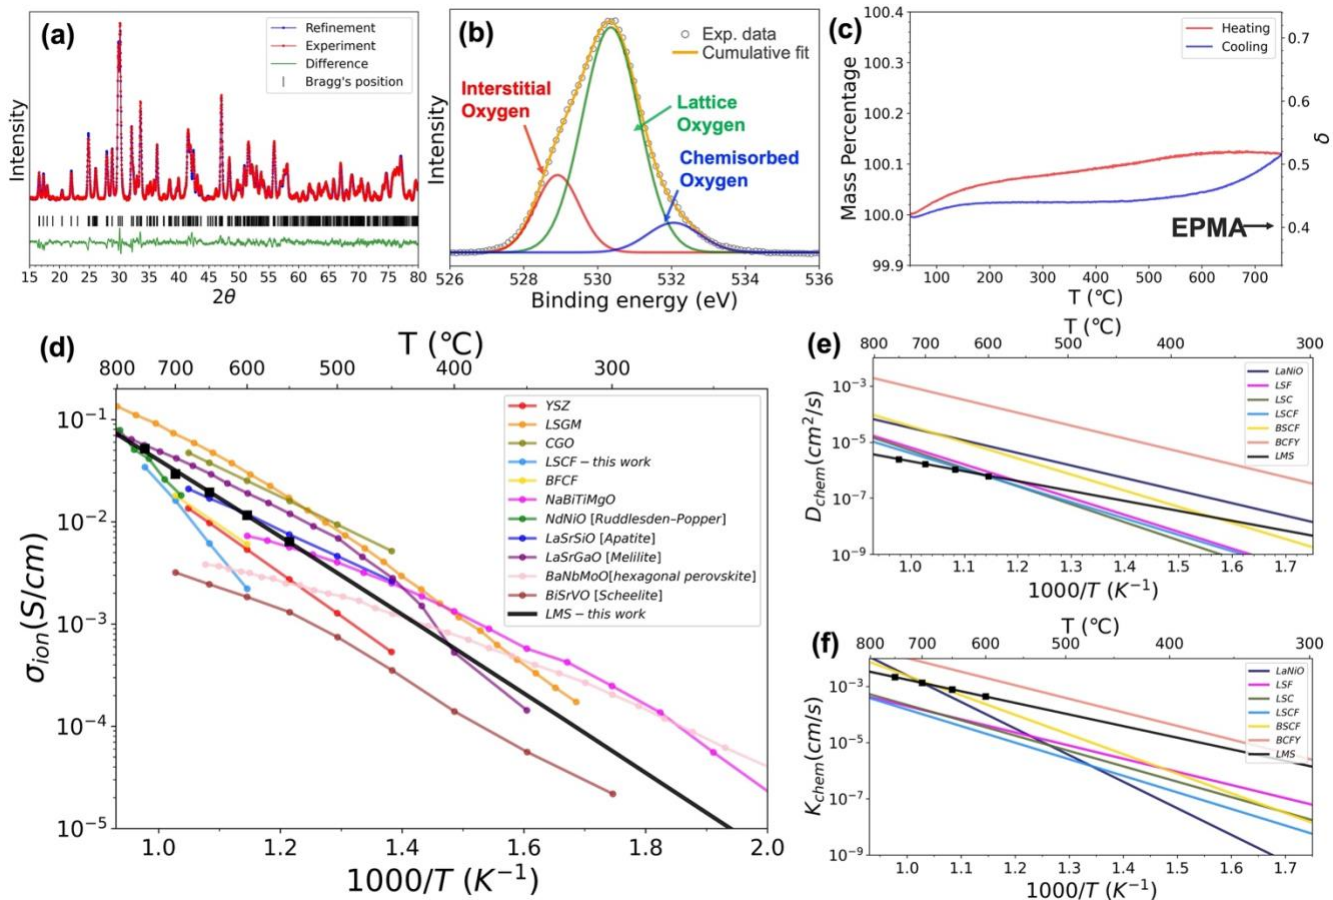 (a)
Refinement
Experiment
Difference
Bragg's position
Intensity
15 20 25 30 35 40 45 50 55 60 65 70 75 80
2θ
(b)
Exp. data
Cumulative fit
Interstitial
Oxygen
Lattice
Oxygen
Chemisorbed
Oxygen
Intensity
526 528 530 532 534 536
Binding energy (eV)
(c)
Heating
Cooling
100.4
100.3
100.2
100.1
100.0
99.9
Mass Percentage
0.7
0.6
0.5
0.4
δ
EPMA
100 200 300 400 500 600 700
T (°C)
(d)
T (°C)
800 700 600 500 400 300
YSZ
LSGM
CGO
LSCF – this work
BFCF
NaBiTiMgO
NdNiO [Ruddlesden–Popper]
LaSrSiO [Apatite]
LaSrGaO [Melilite]
BaNbMoO[hexagonal perovskite]
BiSrVO [Scheelite]
LMS – this work
10⁻¹
10⁻²
10⁻³
10⁻⁴
10⁻⁵
σion(S/cm)
1.0 1.2 1.4 1.6 1.8 2.0
1000/T (K⁻¹)
(e)
T (°C)
800 700 600 500 400 300
LaNiO
LSF
LSC
LSCF
BSCF
BCFY
LMS
10⁻³
10⁻⁵
10⁻⁷
10⁻⁹
Dchem(cm²/s)
1.0 1.1 1.2 1.3 1.4 1.5 1.6 1.7
1000/T (K⁻¹)
(f)
T (°C)
800 700 600 500 400 300
LaNiO
LSF
LSC
LSCF
BSCF
BCFY
LMS
10⁻³
10⁻⁵
10⁻⁷
10⁻⁹
Kchem(cm/s)
1.0 1.1 1.2 1.3 1.4 1.5 1.6 1.7
1000/T (K⁻¹)